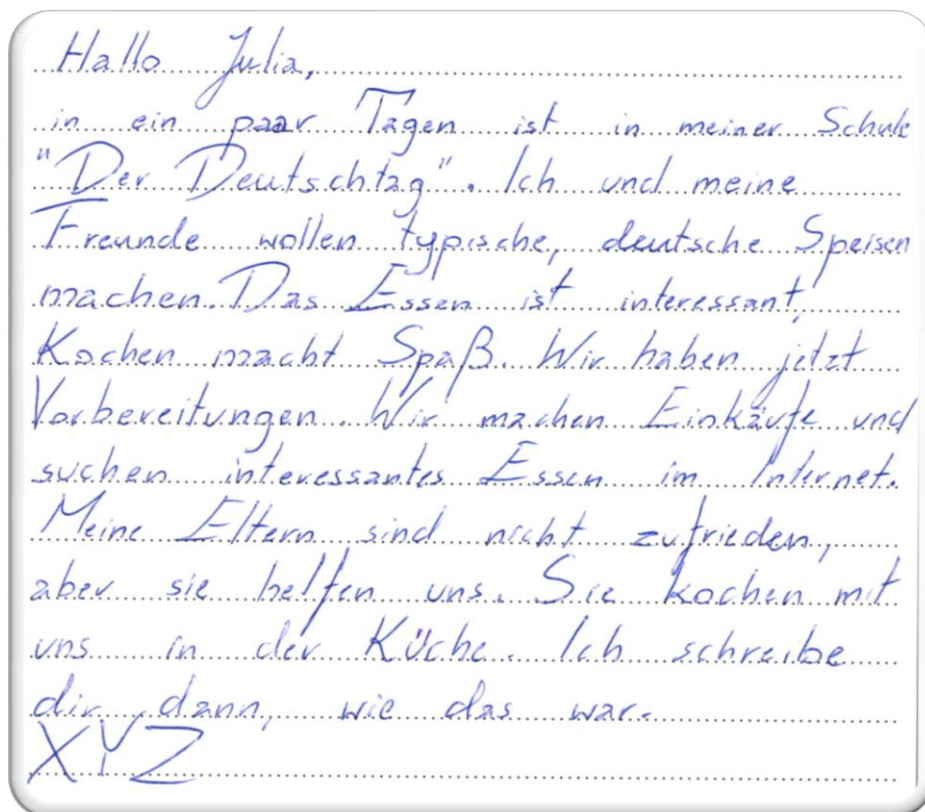 Hallo Julia,
in ein paar Tagen ist in meiner Schule
"Der Deutschtag". Ich und meine
Freunde wollen typische, deutsche Speisen
machen. Das Essen ist interessant,
Kochen macht Spaß. Wir haben jetzt
Vorbereitungen. Wir machen Einkäufe und
suchen interessantes Essen im Internet.
Meine Eltern sind nicht zufrieden,
aber sie helfen uns. Sie kochen mit
uns in der Küche. Ich schreibe
dir dann, wie das war.
XYZ